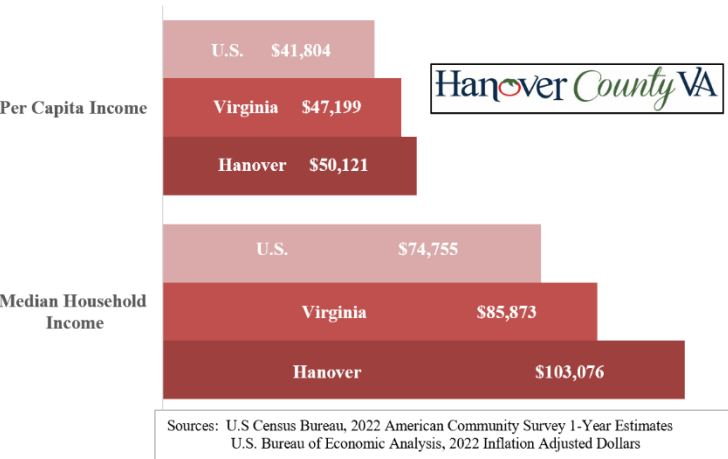 U.S. $41,804
Hanover County VA
Per Capita Income
Virginia $47,199
Hanover $50,121
U.S. $74,755
Median Household
Income
Virginia $85,873
Hanover $103,076
Sources: U.S Census Bureau, 2022 American Community Survey 1-Year Estimates
U.S. Bureau of Economic Analysis, 2022 Inflation Adjusted Dollars